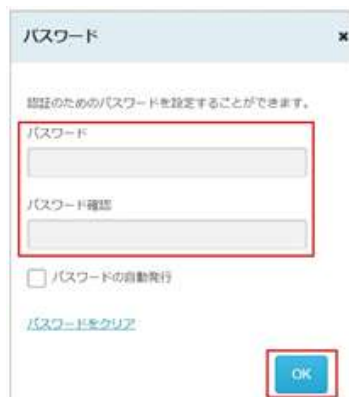 パスワード
認証のためのパスワードを設定することができます。
パスワード
パスワード確認
パスワードの自動発行
パスワードをクリア
OK